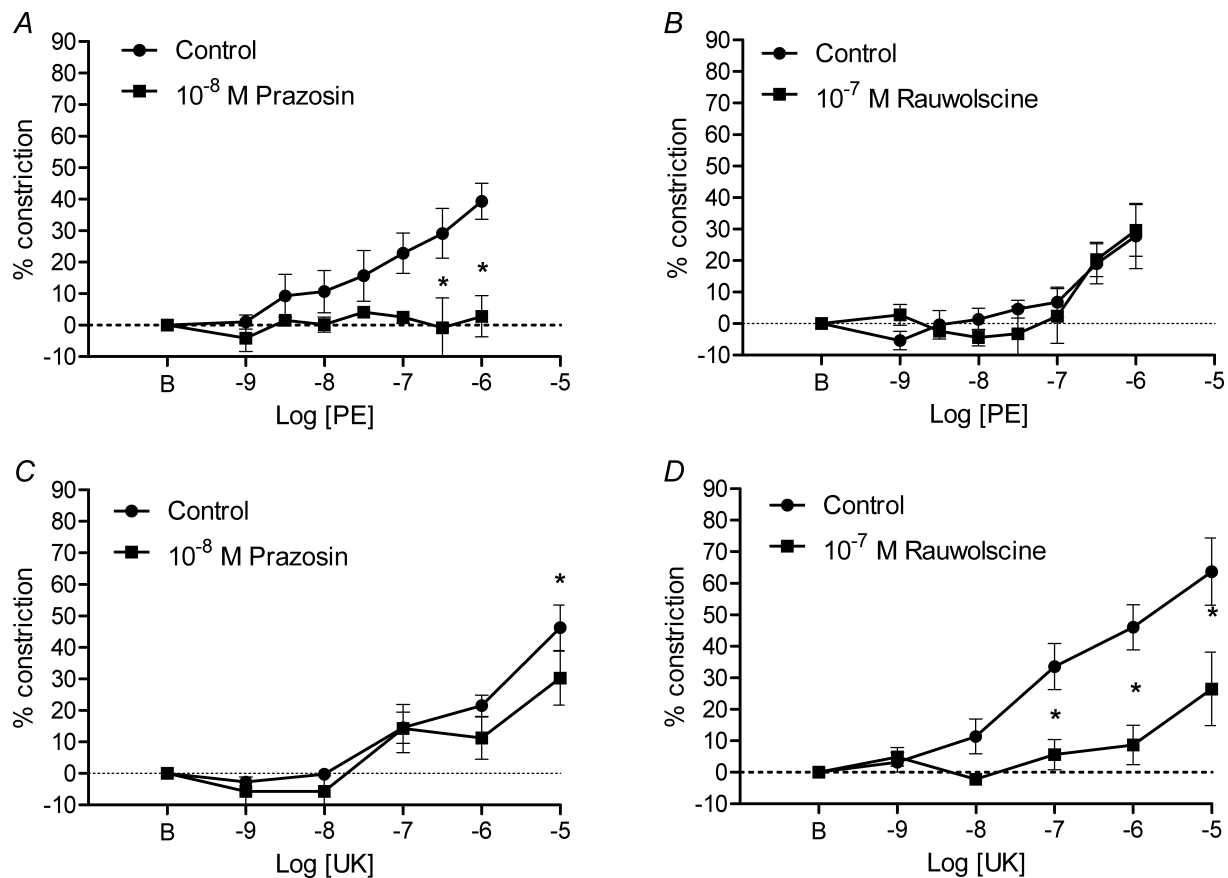 A
90
80
70
60
50
40
30
20
10
0
-10
% constriction
Control
10⁻⁸ M Prazosin
*
*
B -9 -8 -7 -6 -5
Log [PE]
B
90
80
70
60
50
40
30
20
10
0
-10
% constriction
Control
10⁻⁷ M Rauwolscine
B -9 -8 -7 -6 -5
Log [PE]
C
90
80
70
60
50
40
30
20
10
0
-10
% constriction
Control
10⁻⁸ M Prazosin
*
B -9 -8 -7 -6 -5
Log [UK]
D
90
80
70
60
50
40
30
20
10
0
-10
% constriction
Control
10⁻⁷ M Rauwolscine
*
*
*
B -9 -8 -7 -6 -5
Log [UK]